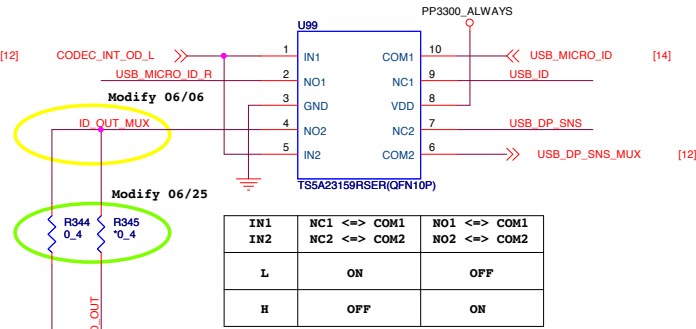 PP3300_ALWAYS
U99
[12] CODEC_INT_OD_L 1 IN1 COM1 10 USB_MICRO_ID [14]
USB_MICRO_ID_R 2 NO1 NC1 9 USB_ID
Modify 06/06 3 GND VDD 8
ID_OUT_MUX 4 NO2 NC2 7 USB_DP_SNS
5 IN2 COM2 6 USB_DP_SNS_MUX [12]
TS5A23159RSER(QFN10P)
Modify 06/25
R344 R345
0_4 *0_4
IN1 NC1 <=> COM1 NO1 <=> COM1
IN2 NC2 <=> COM2 NO2 <=> COM2
L ON OFF
H OFF ON